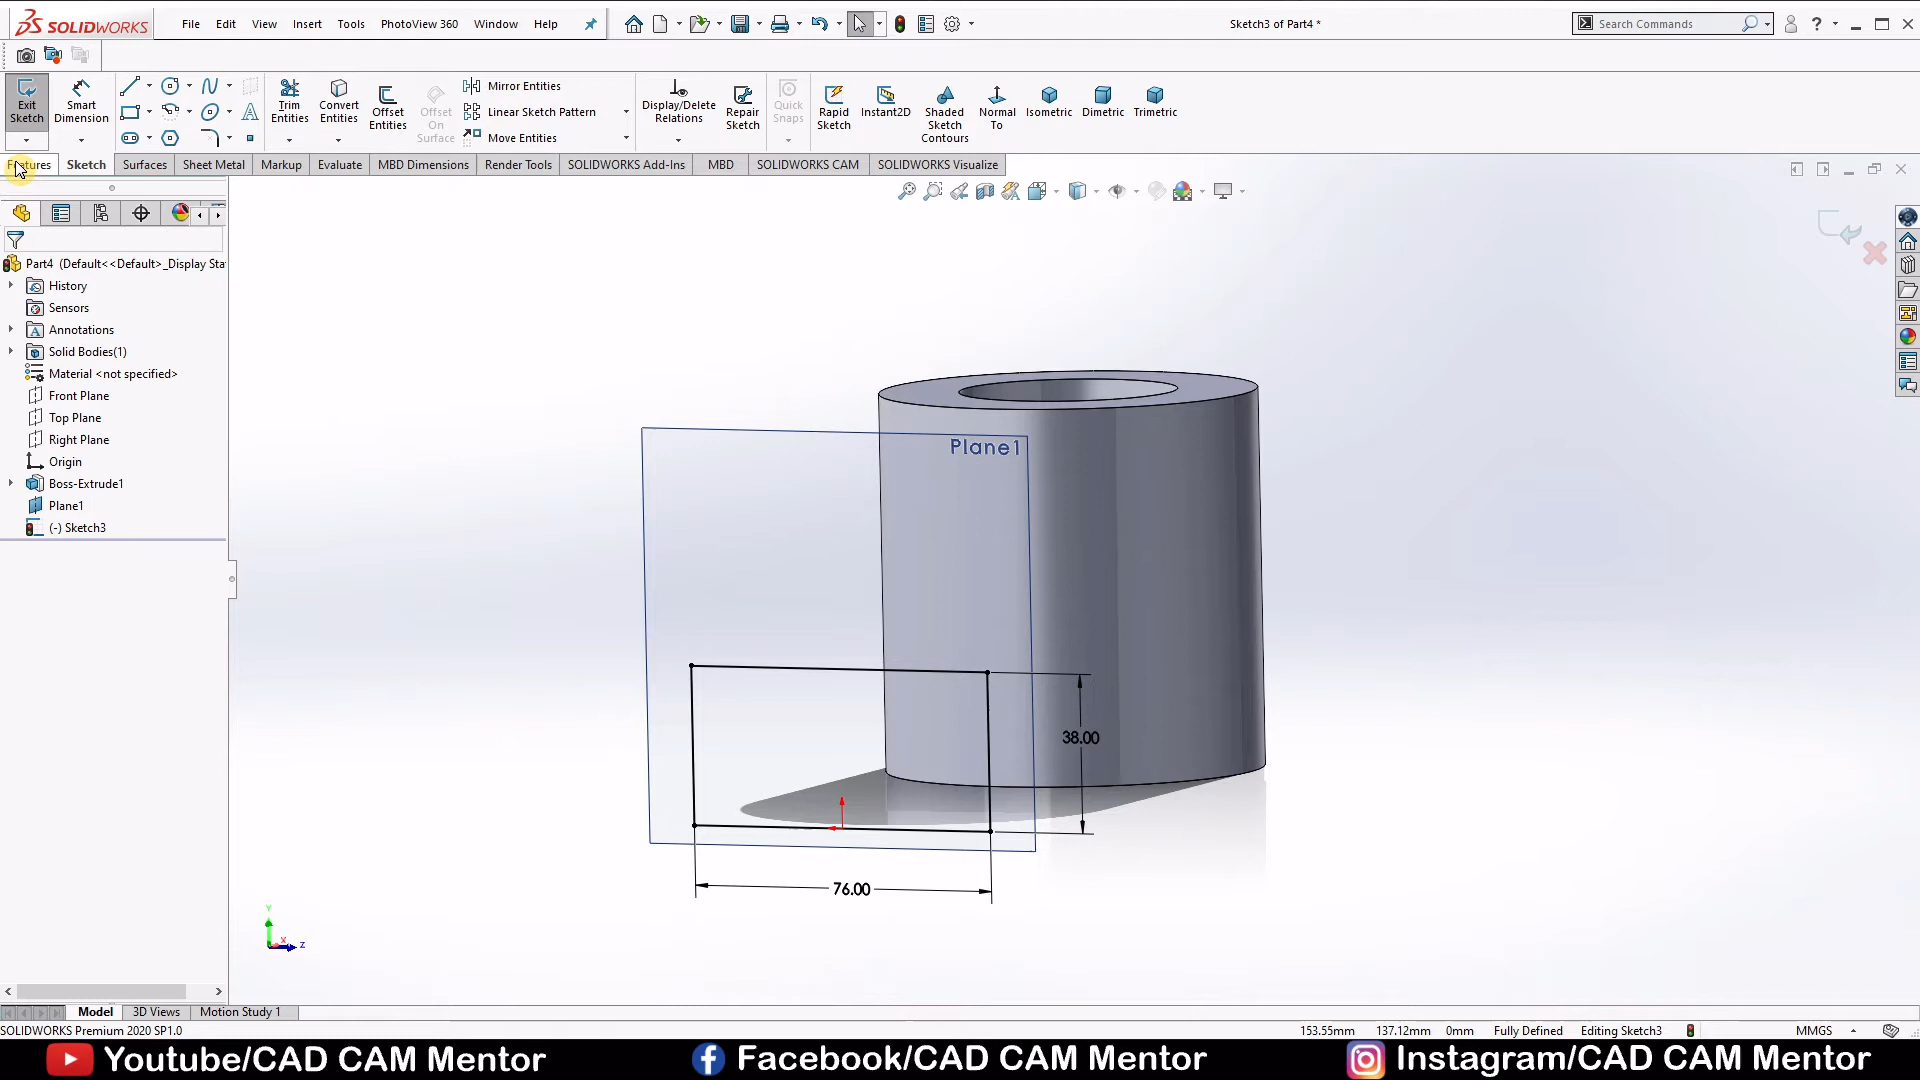 SOLIDWORKS
File
Edit
View
Insert
Tools
PhotoView 360
Window
Help
Sketch3 of Part4 *
Search Commands
Exit Sketch
Smart Dimension
Trim Entities
Convert Entities
Offset Entities
Offset On Surface
Mirror Entities
Linear Sketch Pattern
Move Entities
Display/Delete Relations
Repair Sketch
Quick Snaps
Rapid Sketch
Instant2D
Shaded Sketch Contours
Normal To
Isometric
Dimetric
Trimetric
Features
Sketch
Surfaces
Sheet Metal
Markup
Evaluate
MBD Dimensions
Render Tools
SOLIDWORKS Add-Ins
MBD
SOLIDWORKS CAM
SOLIDWORKS Visualize
Part4 (Default<<Default>_Display Sta
History
Sensors
Annotations
Solid Bodies(1)
Material <not specified>
Front Plane
Top Plane
Right Plane
Origin
Boss-Extrude1
Plane1
(-) Sketch3
Plane1
38.00
76.00
Y
X
Z
Model
3D Views
Motion Study 1
SOLIDWORKS Premium 2020 SP1.0
153.55mm
137.12mm
0mm
Fully Defined
Editing Sketch3
MMGS
Youtube/CAD CAM Mentor
Facebook/CAD CAM Mentor
Instagram/CAD CAM Mentor